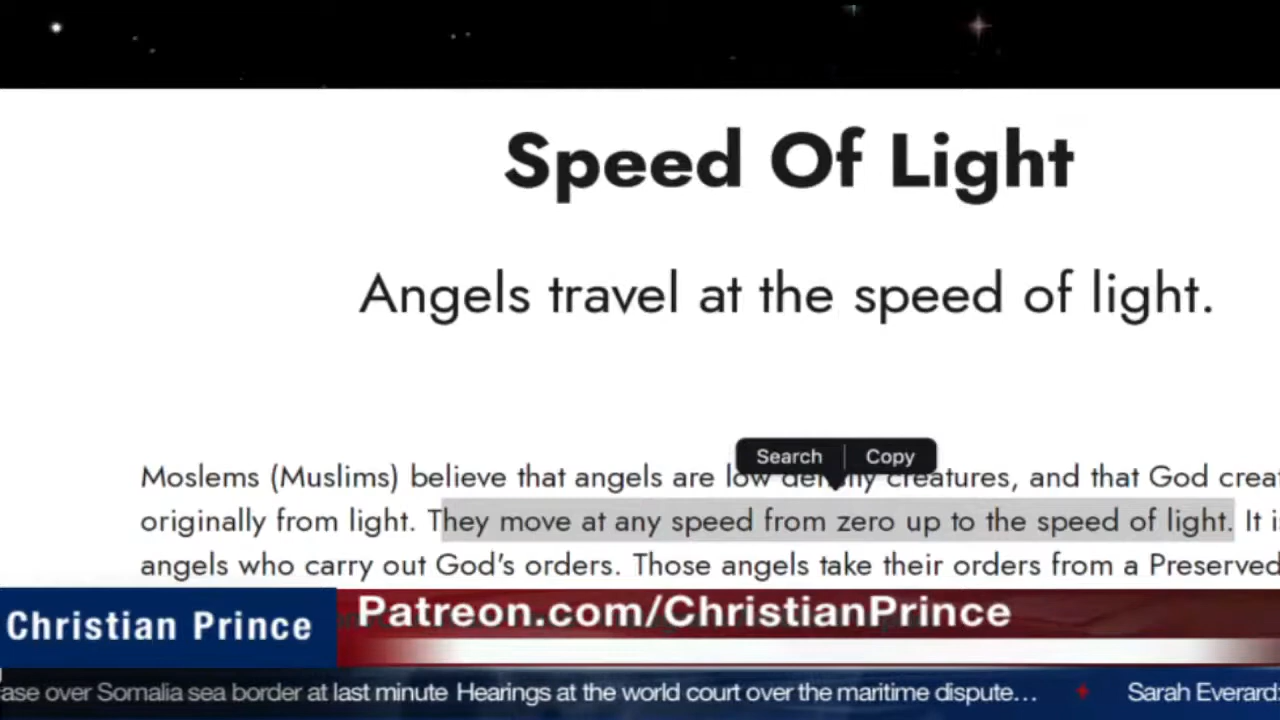 Speed Of Light
Angels travel at the speed of light.
Search Copy
Moslems (Muslims) believe that angels are low density creatures, and that God creat
originally from light. They move at any speed from zero up to the speed of light. It i
angels who carry out God's orders. Those angels take their orders from a Preserved
Christian Prince
Patreon.com/ChristianPrince
ase over Somalia sea border at last minute Hearings at the world court over the maritime dispute... Sarah Everard